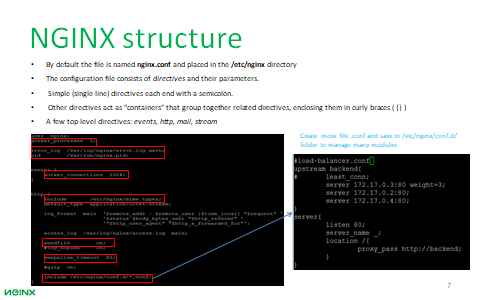 NGINX structure
• By default the file is named nginx.conf and placed in the /etc/nginx directory
• The configuration file consists of directives and their parameters.
• Simple (single-line) directives each end with a semicolon.
• Other directives act as “containers” that group together related directives, enclosing them in curly braces ( {} )
• A few top level directives: events, http, mail, stream
user nginx;
worker_processes 1;
error_log /var/log/nginx/error.log warn;
pid /var/run/nginx.pid;
events {
worker_connections 1024;
http {
include /etc/nginx/mime.types;
default_type application/octet-stream;
log_format main '$remote_addr - $remote_user [$time_local] "$request" '
'$status $body_bytes_sent "$http_referer" '
'"$http_user_agent" "$http_x_forwarded_for"';
access_log /var/log/nginx/access.log main;
sendfile on;
#tcp_nopush on;
keepalive_timeout 65;
#gzip on;
include /etc/nginx/conf.d/*.conf;
Create more file .conf and save to /etc/nginx/conf.d/
folder to manage many modules
#load-balancer.conf
upstream backend{
# least_conn;
server 172.17.0.3:80 weight=3;
server 172.17.0.2:80;
server 172.17.0.4:80;
}
server{
listen 80;
server_name _;
location /{
proxy_pass http://backend;
}
}
NGINX
7